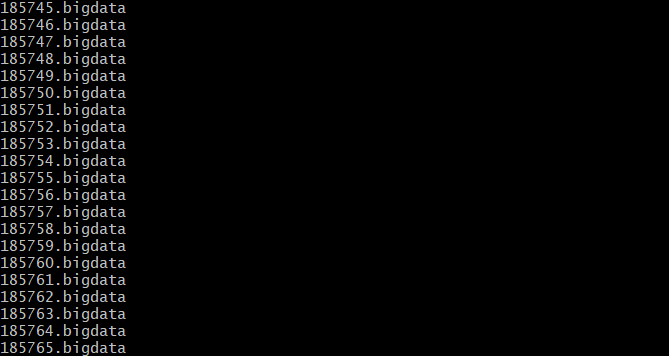 185745.bigdata
185746.bigdata
185747.bigdata
185748.bigdata
185749.bigdata
185750.bigdata
185751.bigdata
185752.bigdata
185753.bigdata
185754.bigdata
185755.bigdata
185756.bigdata
185757.bigdata
185758.bigdata
185759.bigdata
185760.bigdata
185761.bigdata
185762.bigdata
185763.bigdata
185764.bigdata
185765.bigdata